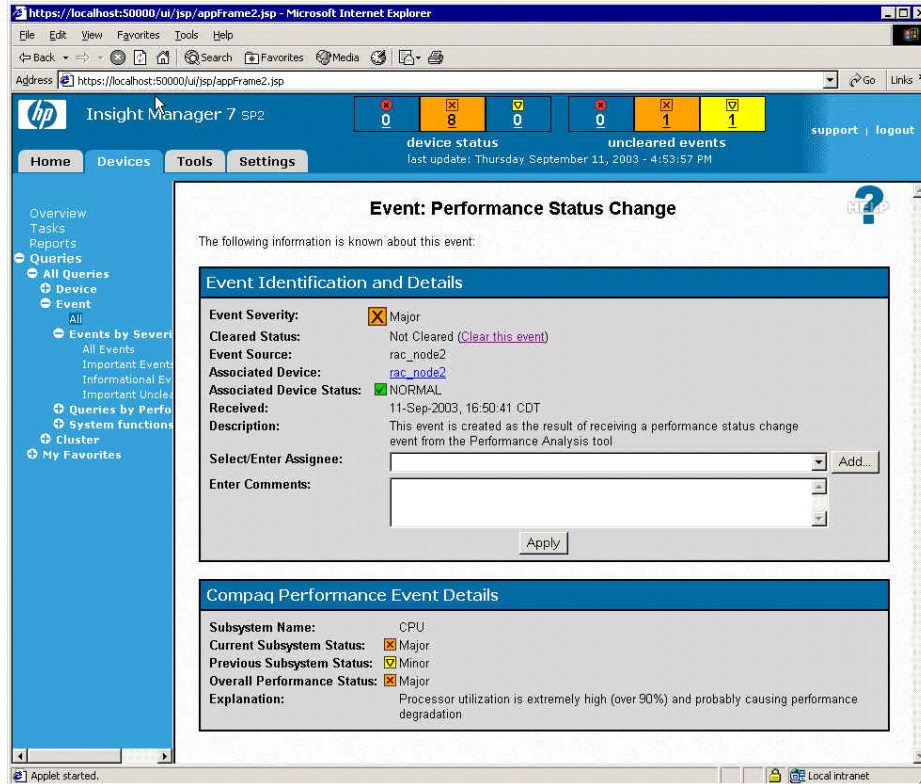 https://localhost:50000/ui/jsp/appFrame2.jsp - Microsoft Internet Explorer
File Edit View Favorites Tools Help
Back Search Favorites Media
Address https://localhost:50000/ui/jsp/appFrame2.jsp Go Links
hp Insight Manager 7 SP2
0 8 0 0 1 1
device status uncleared events
last update: Thursday September 11, 2003 - 4:53:57 PM
support | logout
Home Devices Tools Settings
Overview
Tasks
Reports
Queries
All Queries
Device
Event
All
Events by Severi
All Events
Important Events
Informational Ev
Important Unclea
Queries by Perfo
System functions
Cluster
My Favorites
Event: Performance Status Change
? HELP
The following information is known about this event:
Event Identification and Details
Event Severity: Major
Cleared Status: Not Cleared (Clear this event)
Event Source: rac_node2
Associated Device: rac_node2
Associated Device Status: NORMAL
Received: 11-Sep-2003, 16:50:41 CDT
Description: This event is created as the result of receiving a performance status change
event from the Performance Analysis tool
Select/Enter Assignee: Add...
Enter Comments:
Apply
Compaq Performance Event Details
Subsystem Name: CPU
Current Subsystem Status: Major
Previous Subsystem Status: Minor
Overall Performance Status: Major
Explanation: Processor utilization is extremely high (over 90%) and probably causing performance
degradation
Applet started. Local intranet